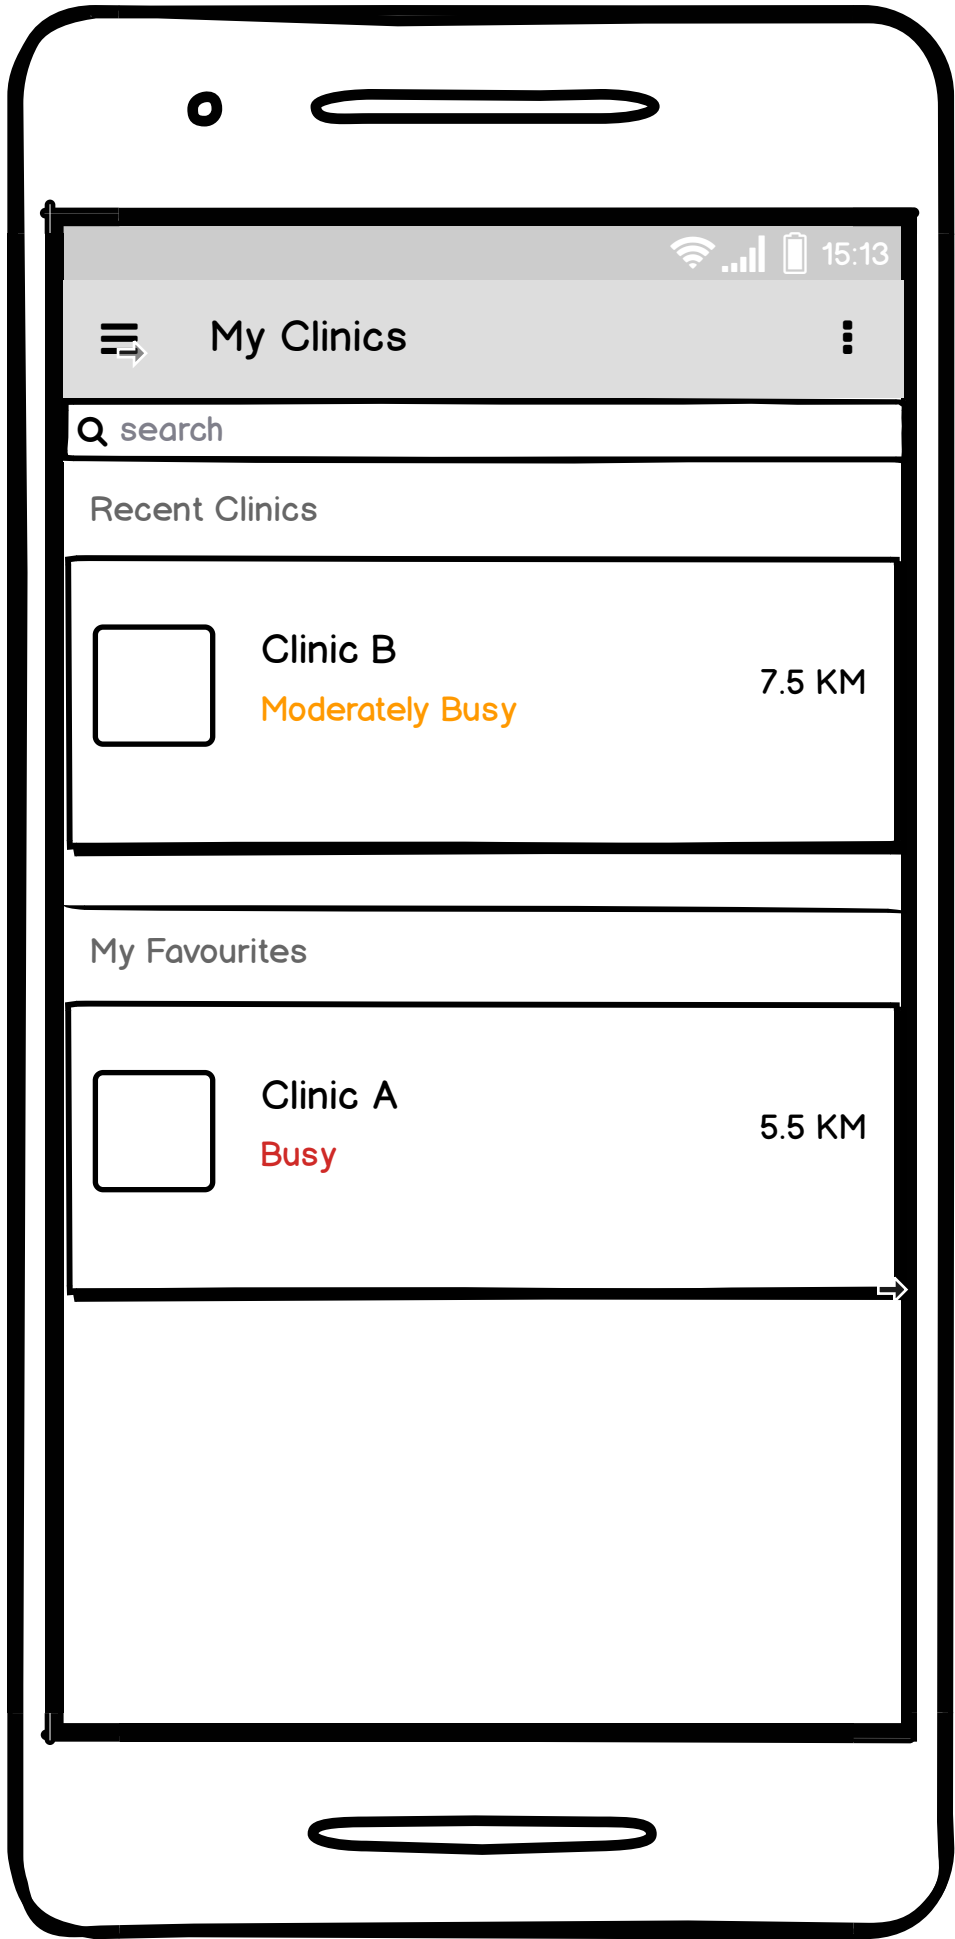 15:13
My Clinics
search
Recent Clinics
Clinic B
7.5 KM
Moderately Busy
My Favourites
Clinic A
5.5 KM
Busy